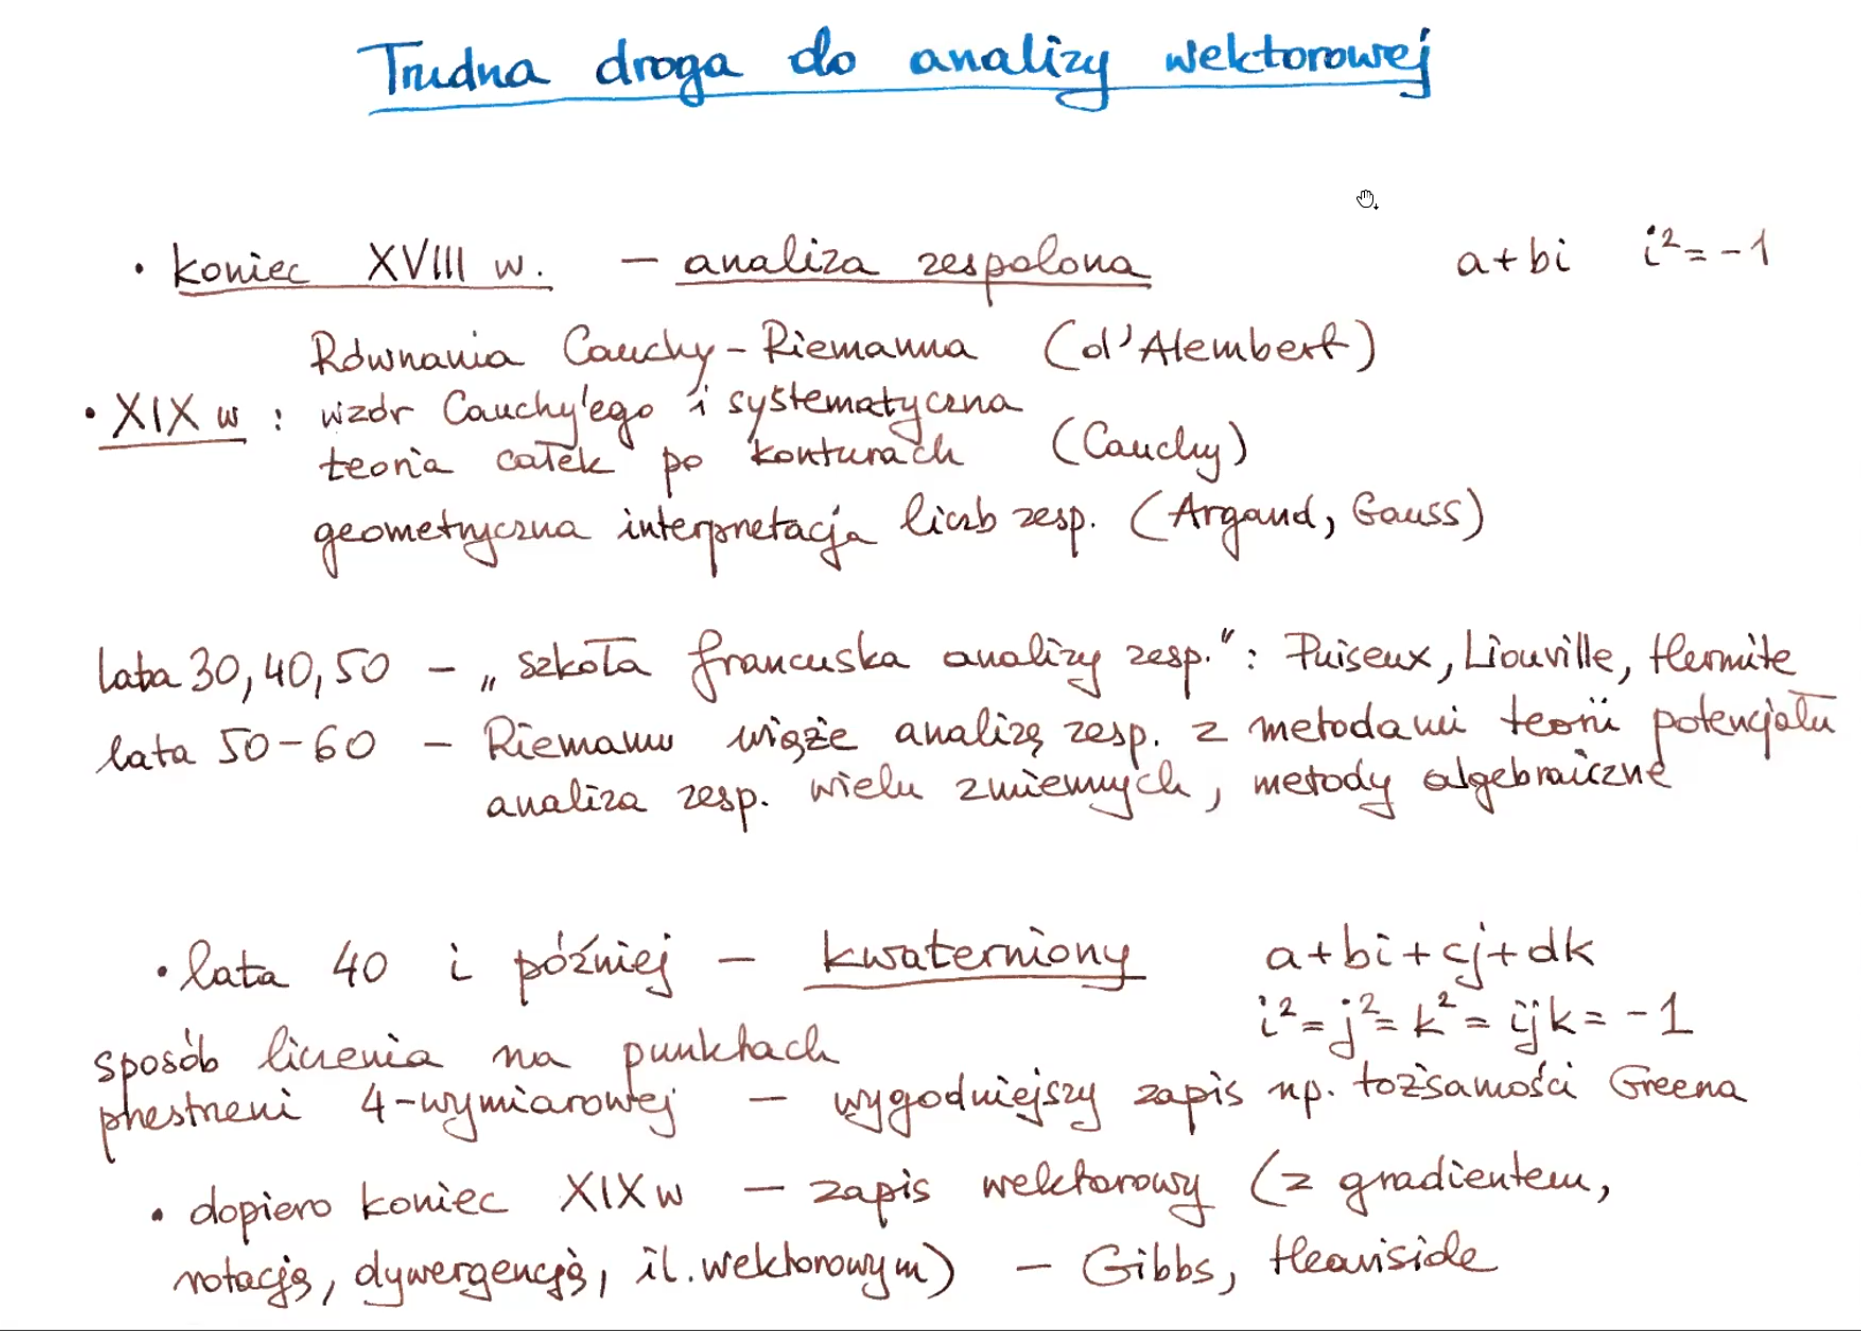 Trudna droga do analizy wektorowej
• koniec XVIII w. – analiza zespolona a+bi i²=-1
Równania Cauchy-Riemanna (d'Alembert)
• XIX w : wzór Cauchy'ego i systematyczna
teoria całek po konturach (Cauchy)
geometryczna interpretacja liczb zesp. (Argand, Gauss)
lata 30, 40, 50 – „szkoła francuska analizy zesp.": Puiseux, Liouville, Hermite
lata 50-60 – Riemann wiąże analizę zesp. z metodami teorii potencjału
analiza zesp. wielu zmiennych, metody algebraiczne
• lata 40 i później – kwaterniony a+bi+cj+dk
i²=j²=k²=ijk=-1
sposób liczenia na punktach
przestrzeni 4-wymiarowej – wygodniejszy zapis np. tożsamości Greena
• dopiero koniec XIX w – zapis wektorowy (z gradientem,
rotacją, dywergencją, il. wektorowym) – Gibbs, Heaviside